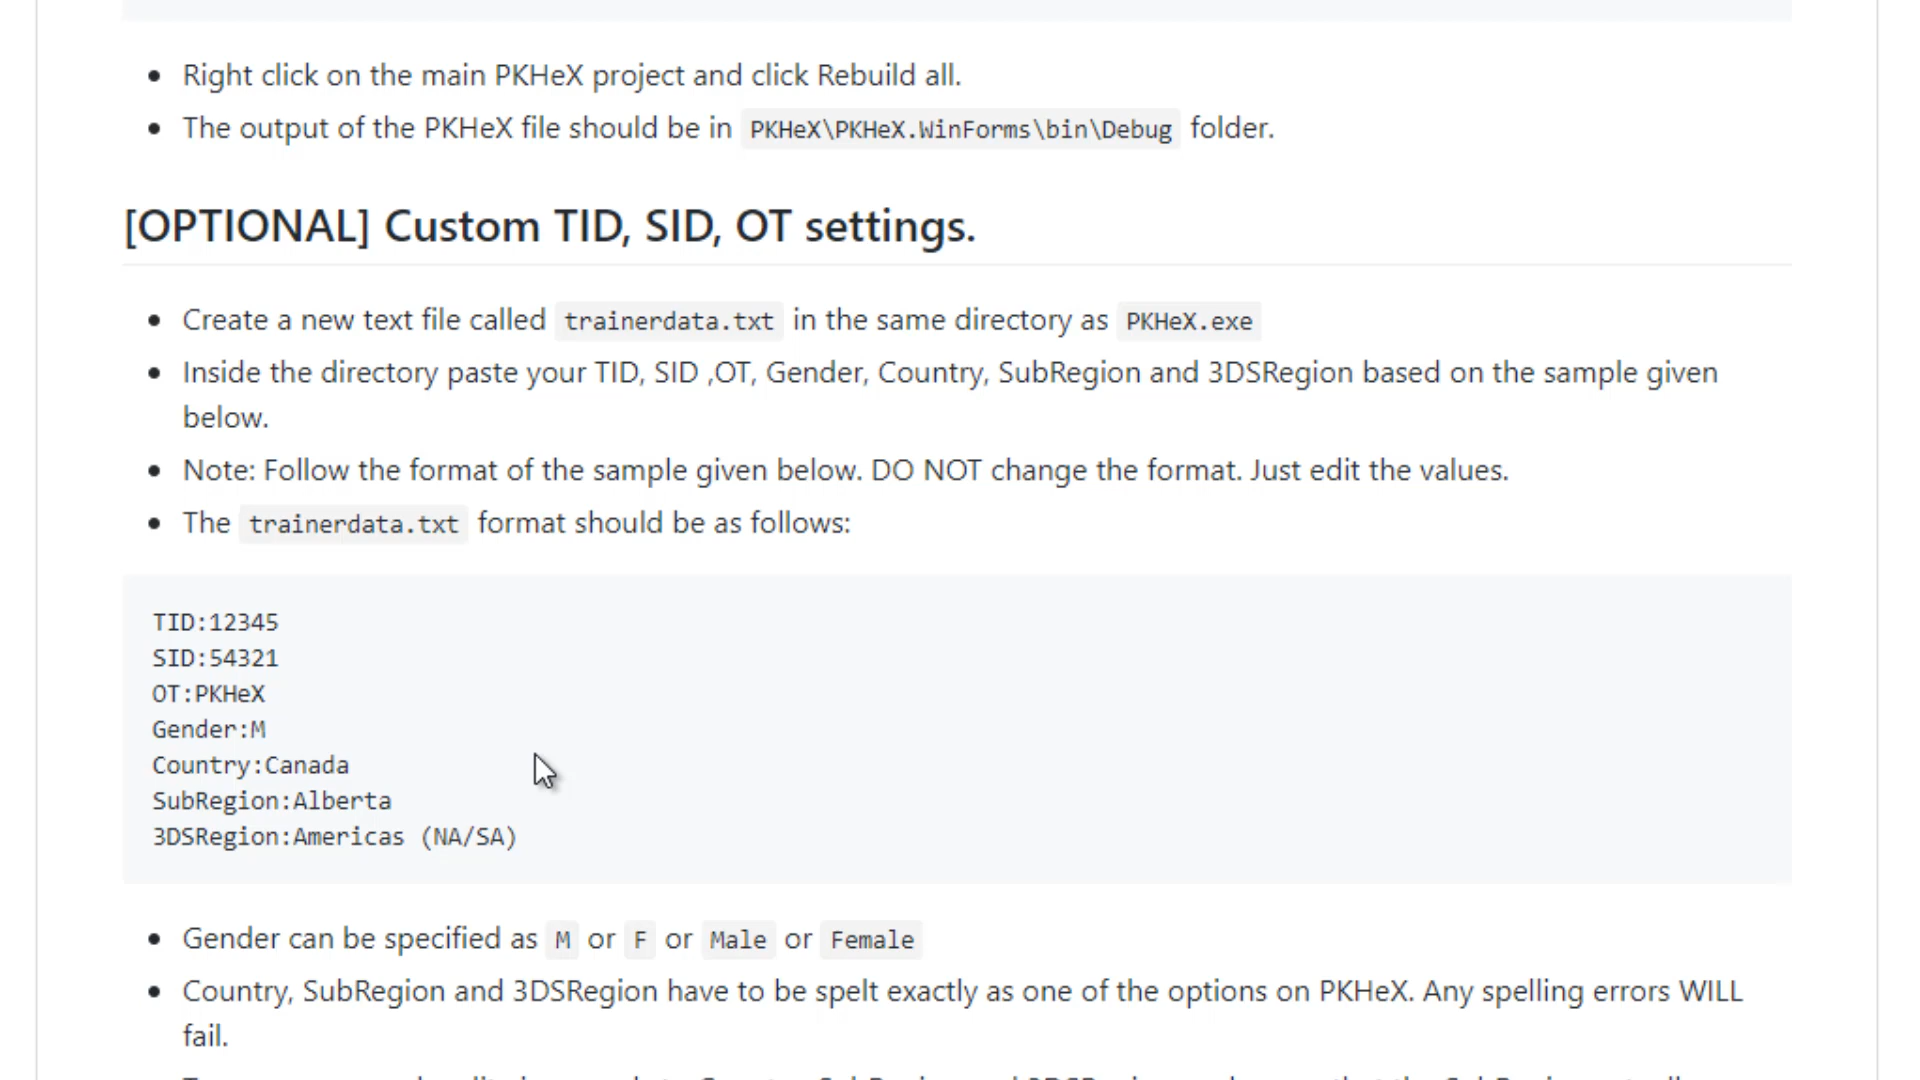 Right click on the main PKHeX project and click Rebuild all.
The output of the PKHeX file should be in PKHeX\PKHeX.WinForms\bin\Debug folder.
[OPTIONAL] Custom TID, SID, OT settings.
Create a new text file called trainerdata.txt in the same directory as PKHeX.exe
Inside the directory paste your TID, SID ,OT, Gender, Country, SubRegion and 3DSRegion based on the sample given
below.
Note: Follow the format of the sample given below. DO NOT change the format. Just edit the values.
The trainerdata.txt format should be as follows:
TID:12345
SID:54321
OT:PKHeX
Gender:M
Country:Canada
SubRegion:Alberta
3DSRegion:Americas (NA/SA)
Gender can be specified as M or F or Male or Female
Country, SubRegion and 3DSRegion have to be spelt exactly as one of the options on PKHeX. Any spelling errors WILL
fail.